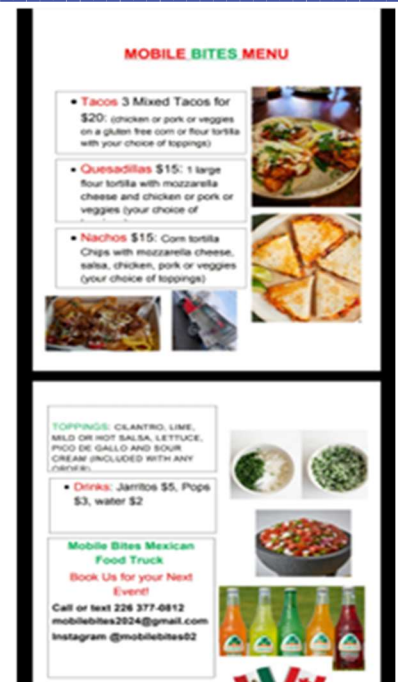 MOBILE BITES MENU
• Tacos 3 Mixed Tacos for
$20: (chicken or pork or veggies
on a gluten free corn or flour tortilla
with your choice of toppings)
• Quesadillas $15: 1 large
flour tortilla with mozzarella
cheese and chicken or pork or
veggies (your choice of
• Nachos $15: Corn tortilla
Chips with mozzarella cheese,
salsa, chicken, pork or veggies
(your choice of toppings)
TOPPINGS: CILANTRO, LIME,
MILD OR HOT SALSA, LETTUCE,
PICO DE GALLO AND SOUR
CREAM (INCLUDED WITH ANY
ORDER)
• Drinks: Jarritos $5, Pops
$3, water $2
Mobile Bites Mexican
Food Truck
Book Us for your Next
Event!
Call or text 226 377-0812
mobilebites2024@gmail.com
Instagram @mobilebites02